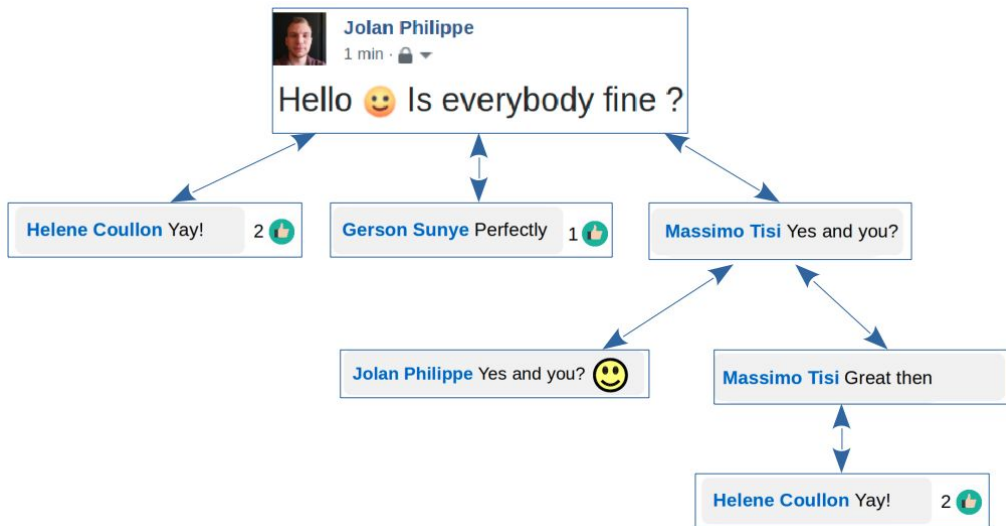 Jolan Philippe
1 min ·
Hello 🙂 Is everybody fine ?
Helene Coullon Yay! 2
Gerson Sunye Perfectly 1
Massimo Tisi Yes and you?
Jolan Philippe Yes and you?
Massimo Tisi Great then
Helene Coullon Yay! 2